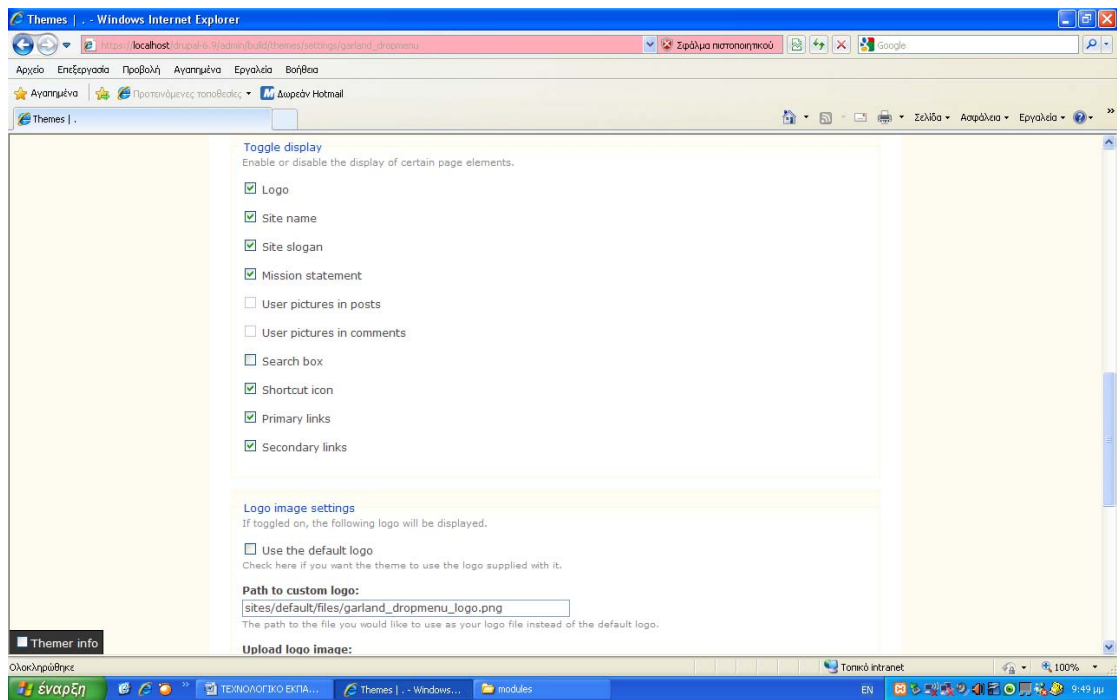 Themes | . - Windows Internet Explorer
https://localhost/drupal-6.9/admin/build/themes/settings/garland_dropmenu Σφάλμα πιστοποιητικού Google
Αρχείο Επεξεργασία Προβολή Αγαπημένα Εργαλεία Βοήθεια
Αγαπημένα Προτεινόμενες τοποθεσίες Δωρεάν Hotmail
Themes | . Σελίδα Ασφάλεια Εργαλεία »
Toggle display
Enable or disable the display of certain page elements.
Logo
Site name
Site slogan
Mission statement
User pictures in posts
User pictures in comments
Search box
Shortcut icon
Primary links
Secondary links
Logo image settings
If toggled on, the following logo will be displayed.
Use the default logo
Check here if you want the theme to use the logo supplied with it.
Path to custom logo:
sites/default/files/garland_dropmenu_logo.png
The path to the file you would like to use as your logo file instead of the default logo.
Themer info
Upload logo image:
Ολοκληρώθηκε Τοπικό intranet 100%
έναρξη » ΤΕΧΝΟΛΟΓΙΚΟ ΕΚΠΑ... Themes | . - Windows... modules EN 9:49 μμ